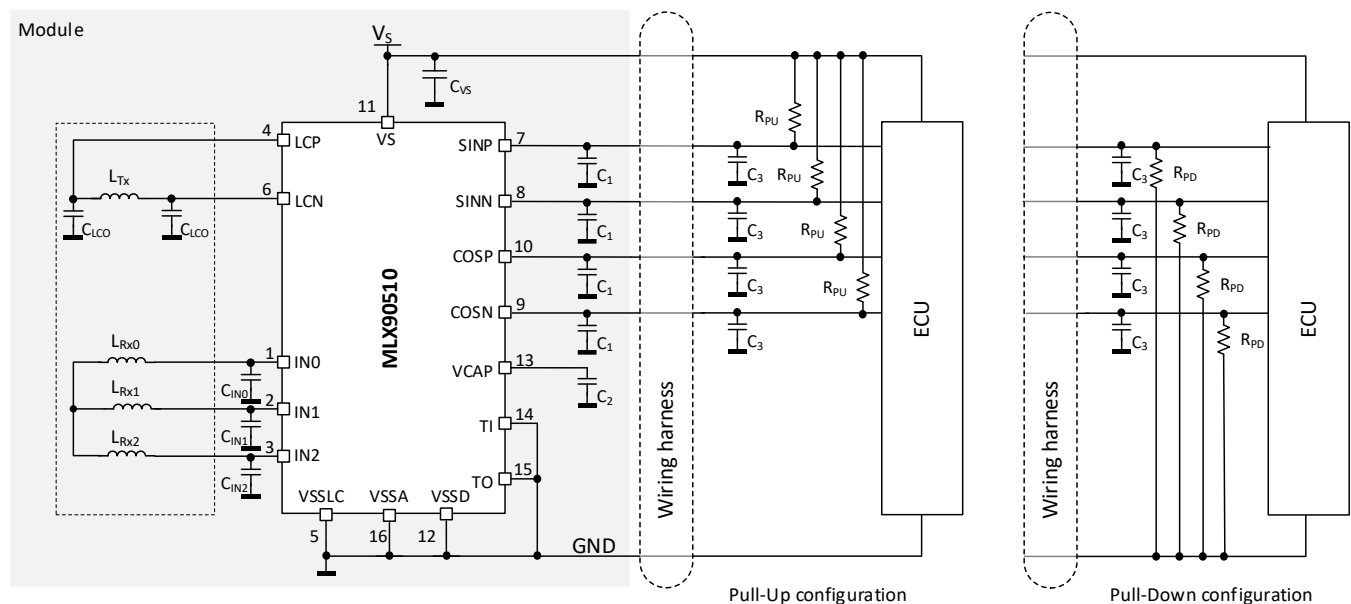 Module
VS
CVS
11
VS
4
LCP
LTx
6
LCN
CLCO
CLCO
MLX90510
SINP
7
C1
SINN
8
C1
COSP
10
C1
COSN
9
C1
VCAP
13
C2
TI
14
TO
15
LRx0
1
IN0
CIN0
LRx1
2
IN1
CIN1
LRx2
3
IN2
CIN2
VSSLC
VSSA
VSSD
5
16
12
GND
Wiring harness
RPU
RPU
RPU
RPU
C3
C3
C3
C3
ECU
Pull-Up configuration
Wiring harness
C3
C3
C3
C3
RPD
RPD
RPD
RPD
ECU
Pull-Down configuration